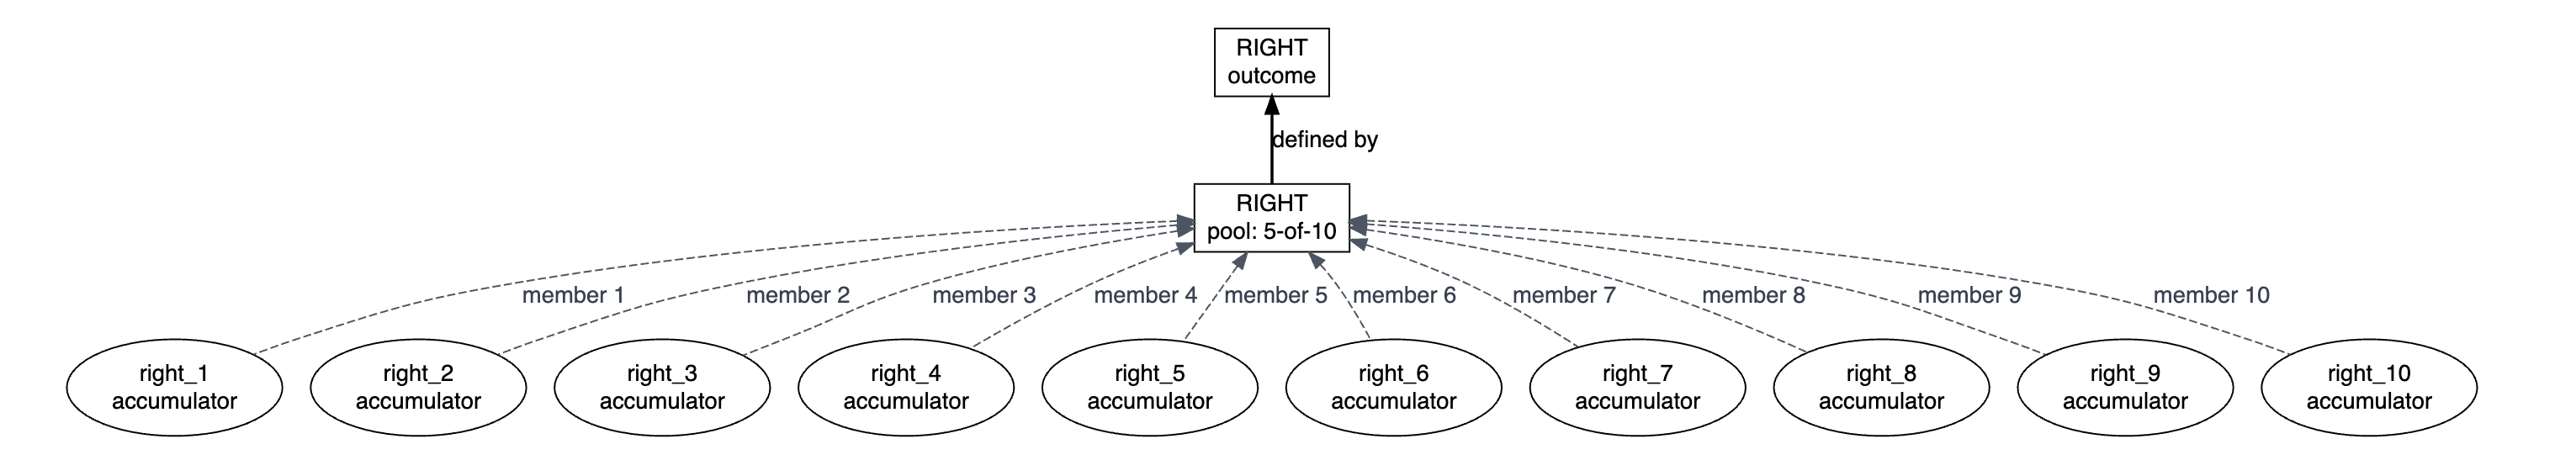 RIGHT
outcome
defined by
RIGHT
pool: 5-of-10
member 1
member 2
member 3
member 4
member 5
member 6
member 7
member 8
member 9
member 10
right_1
accumulator
right_2
accumulator
right_3
accumulator
right_4
accumulator
right_5
accumulator
right_6
accumulator
right_7
accumulator
right_8
accumulator
right_9
accumulator
right_10
accumulator